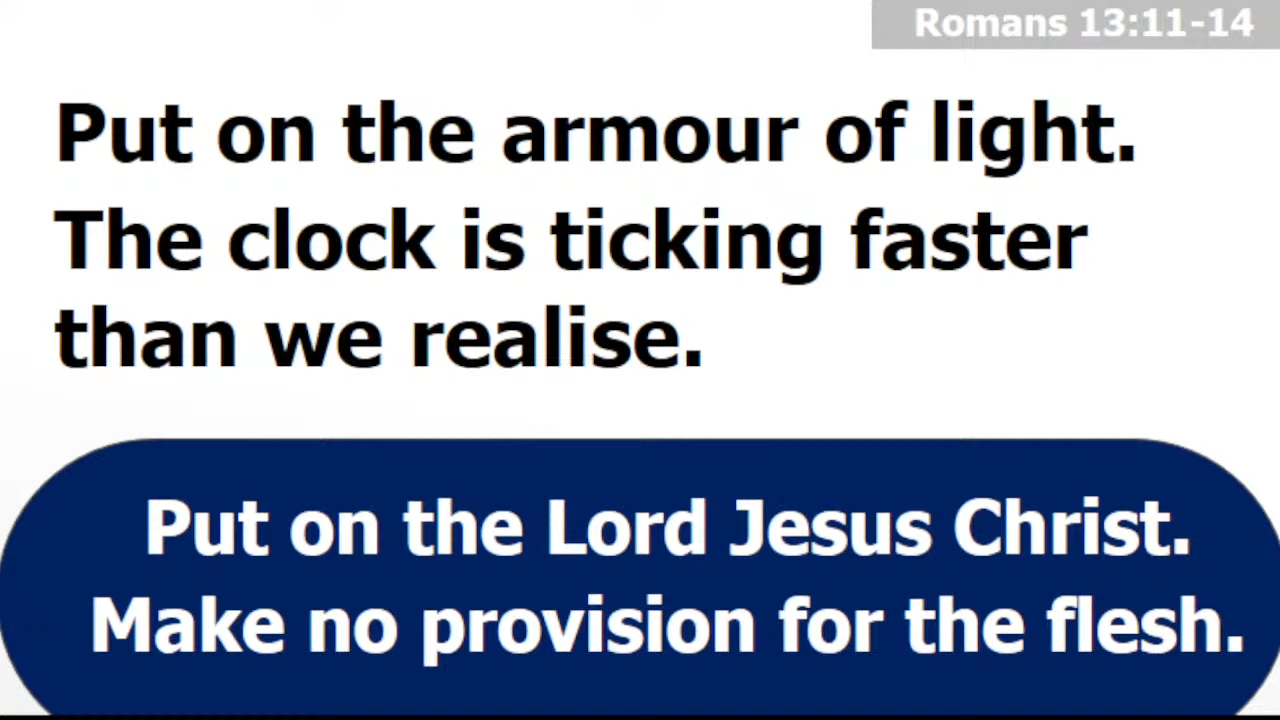 Romans 13:11-14
Put on the armour of light.
The clock is ticking faster
than we realise.
Put on the Lord Jesus Christ.
Make no provision for the flesh.